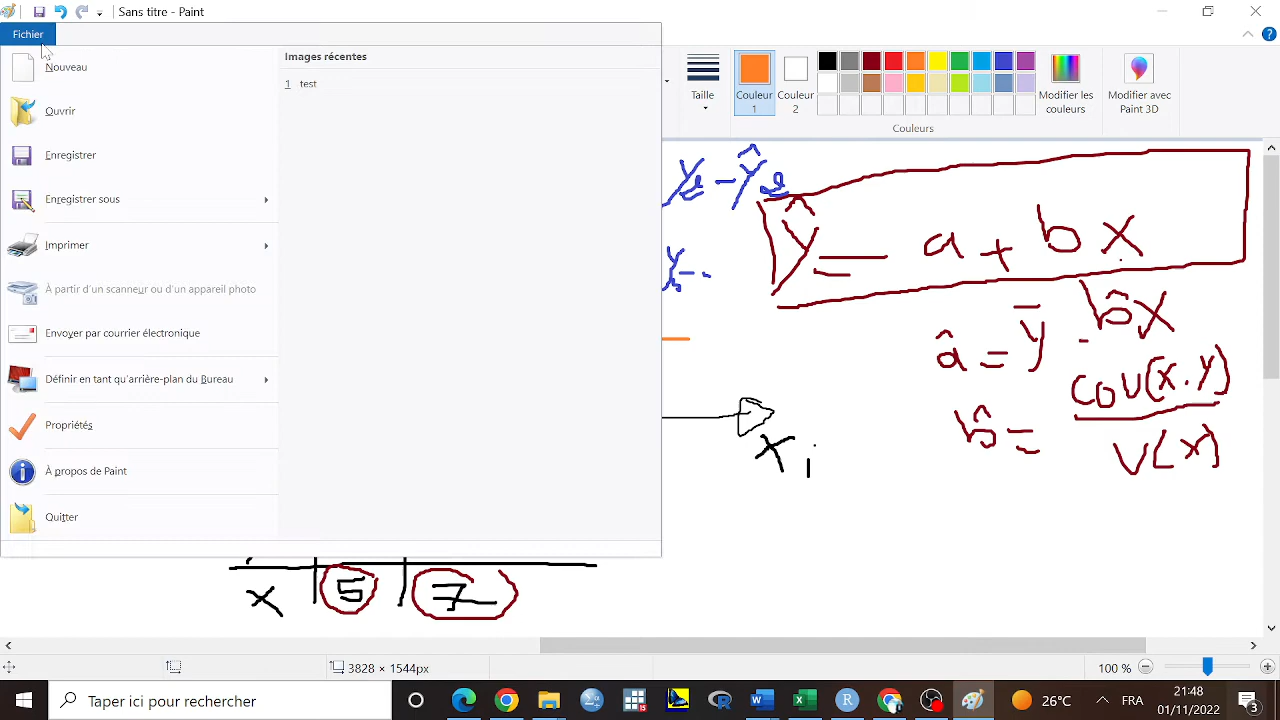 Sans titre - Paint
Fichier
Images récentes
Nouveau
1 test
Ouvrir
Enregistrer
Enregistrer sous
Imprimer
À partir d'un scanneur ou d'un appareil photo
Envoyer par courrier électronique
Définir en tant qu'arrière-plan du Bureau
Propriétés
À propos de Paint
Quitter
Taille
Couleur 1
Couleur 2
Modifier les couleurs
Modifier avec Paint 3D
Couleurs
Ŷ = a + b x
â = ȳ - b̂ x
b̂ = cov(x.y) / V(x)
x i
x 5 7
3828 × 1544px
100 %
Taper ici pour rechercher
26°C
FRA
21:48
01/11/2022
3